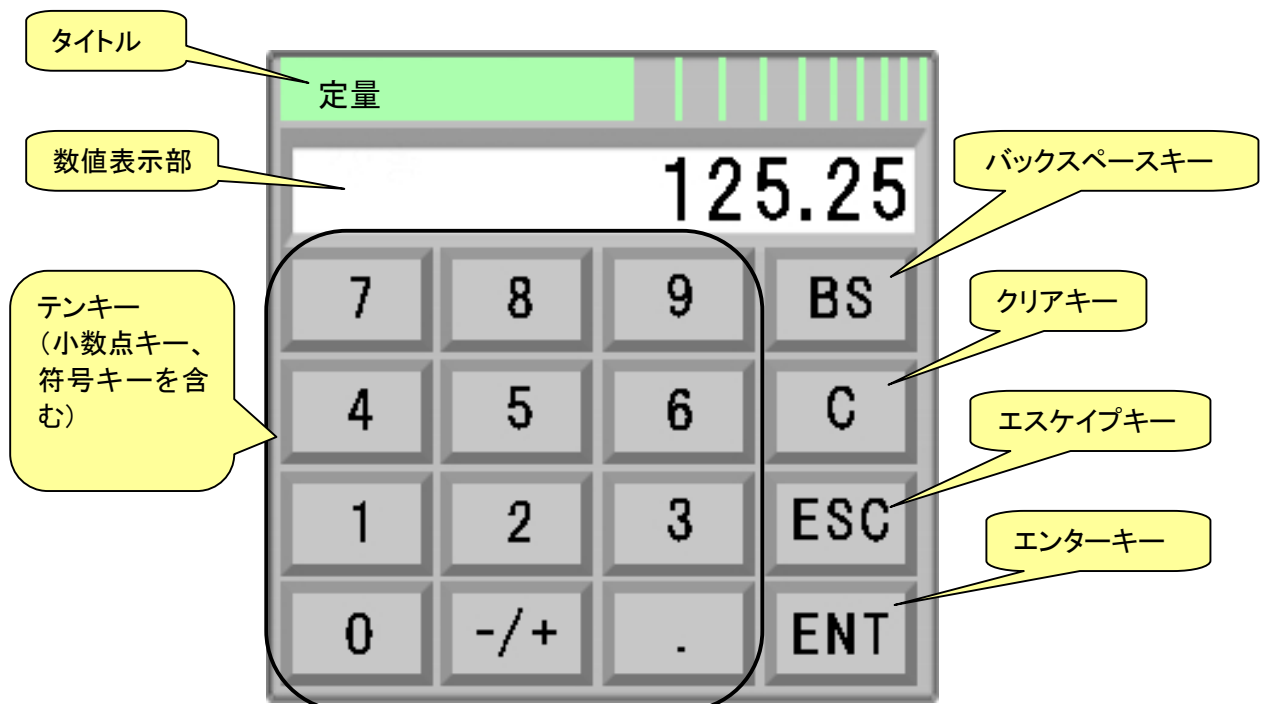 タイトル
定量
数値表示部
125.25
バックスペースキー
7 8 9 BS
クリアキー
テンキー
（小数点キー、
符号キーを含
む）
4 5 6 C
エスケイプキー
1 2 3 ESC
エンターキー
0 -/+ . ENT